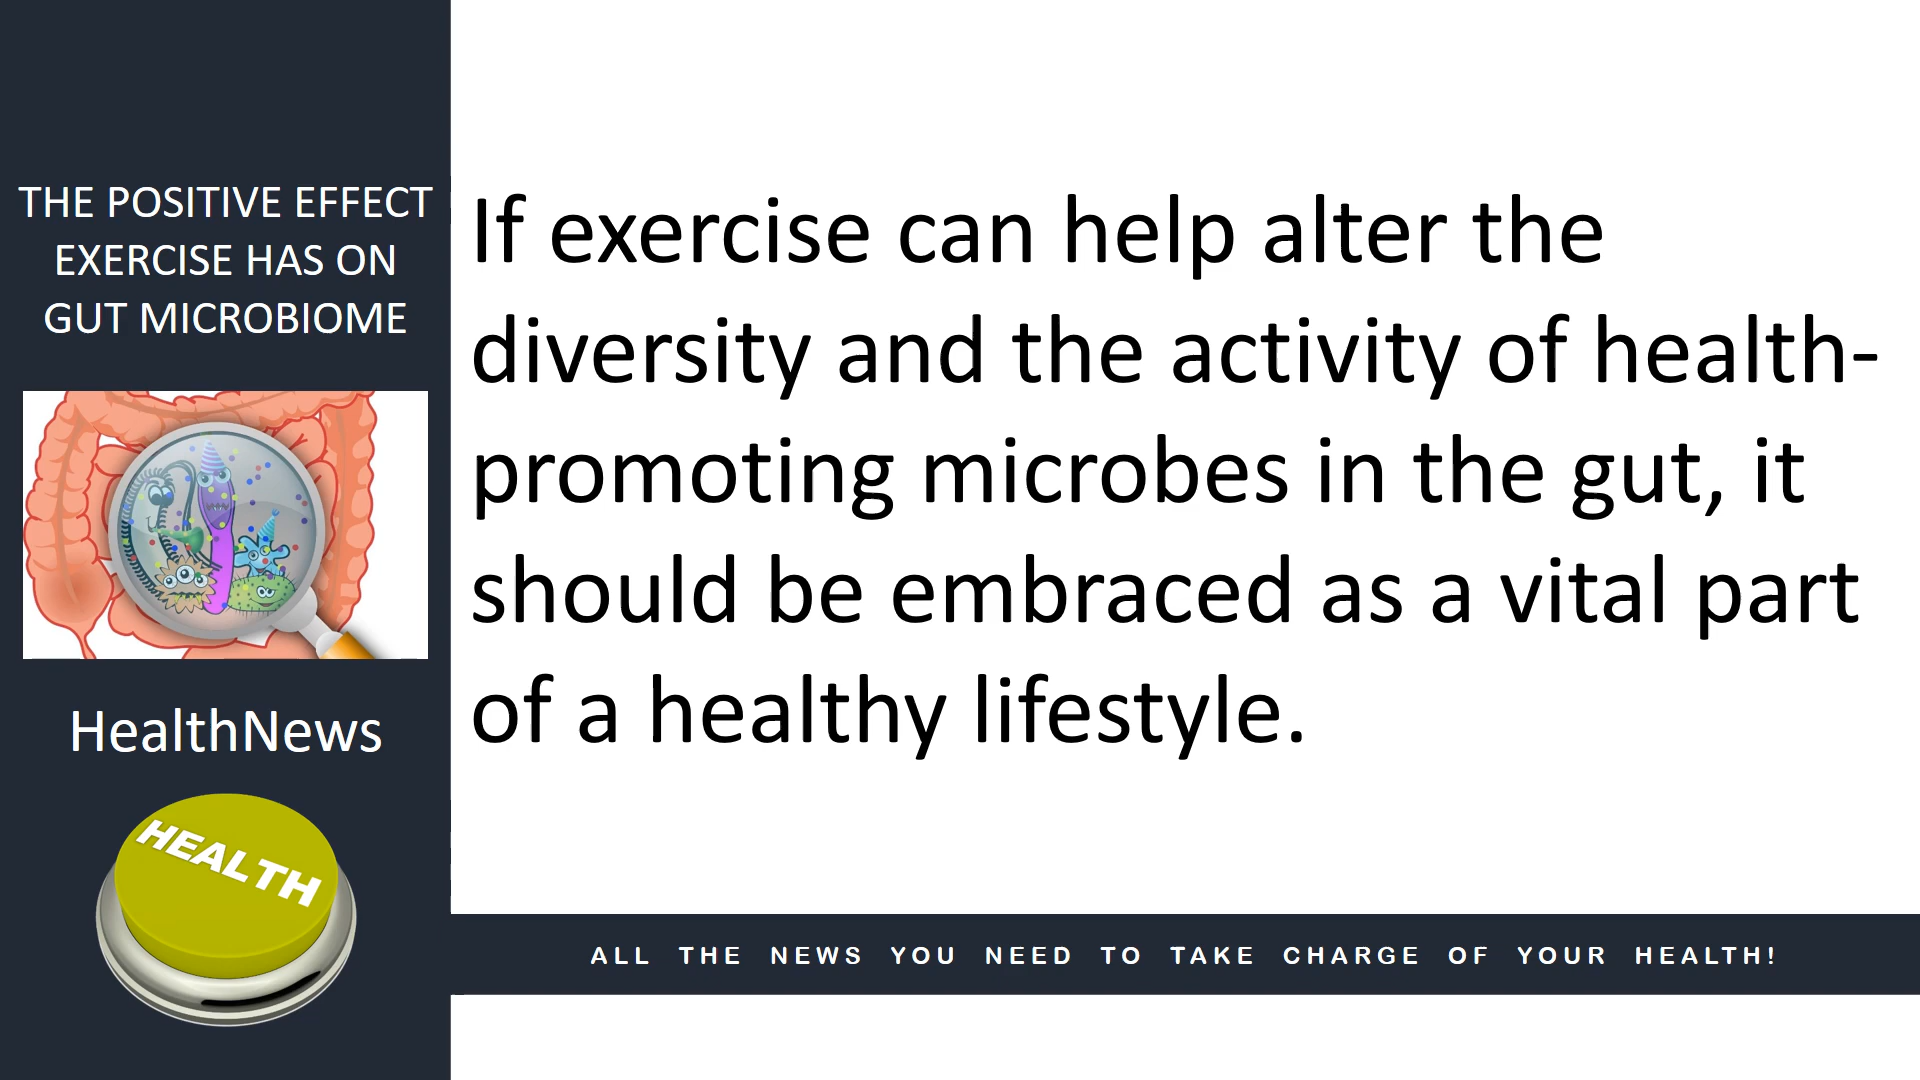 THE POSITIVE EFFECT
EXERCISE HAS ON
GUT MICROBIOME
HealthNews
HEALTH
If exercise can help alter the
diversity and the activity of health-
promoting microbes in the gut, it
should be embraced as a vital part
of a healthy lifestyle.
ALL THE NEWS YOU NEED TO TAKE CHARGE OF YOUR HEALTH!